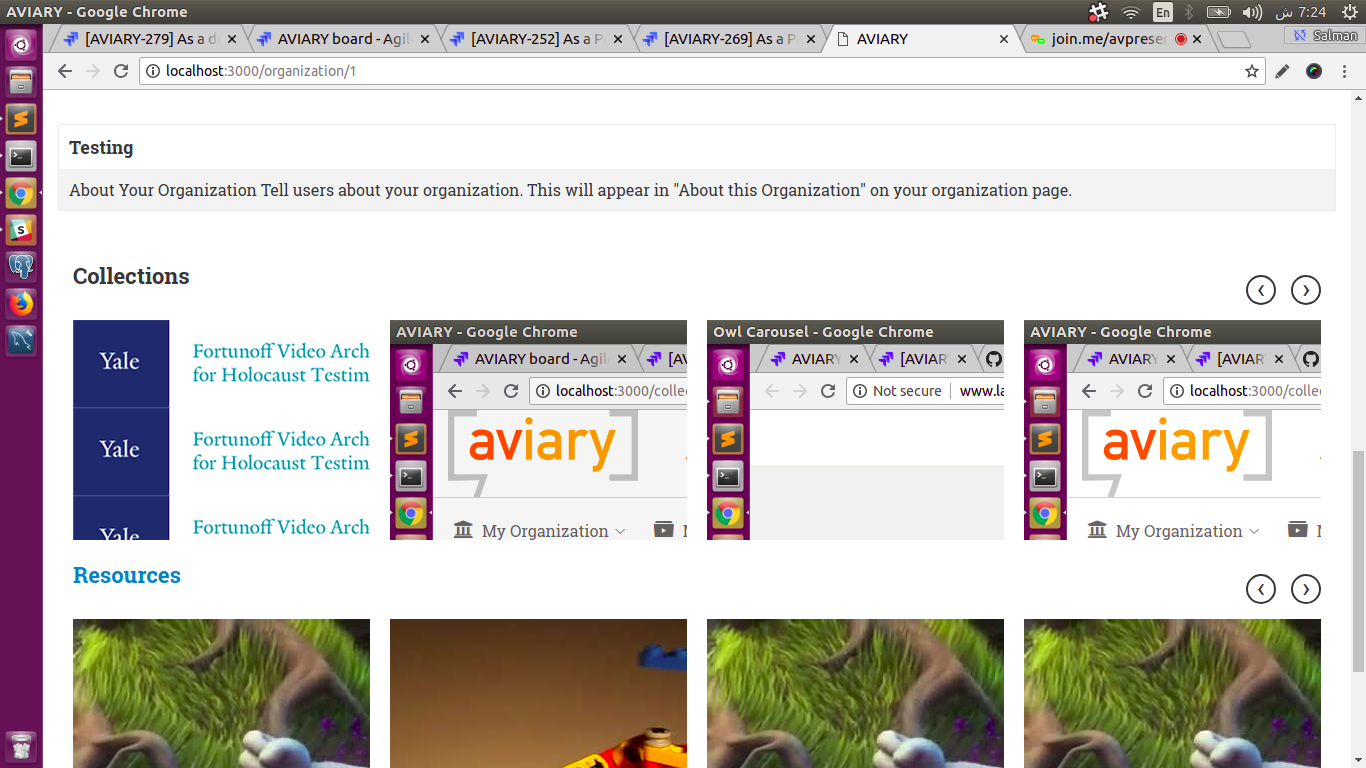 AVIARY - Google Chrome
En
7:24 ش
[AVIARY-279] As a d
AVIARY board - Agil
[AVIARY-252] As a P
[AVIARY-269] As a P
AVIARY
join.me/avpreser
Salman
localhost:3000/organization/1
Testing
About Your Organization Tell users about your organization. This will appear in "About this Organization" on your organization page.
Collections
Yale
Fortunoff Video Arch
for Holocaust Testim
Yale
Fortunoff Video Arch
for Holocaust Testim
Yale
Fortunoff Video Arch
AVIARY - Google Chrome
AVIARY board - Agil
[AV
localhost:3000/collec
aviary
My Organization
Owl Carousel - Google Chrome
AVIARY
[AVIAR
Not secure
www.la
AVIARY - Google Chrome
AVIARY
[AVIAR
localhost:3000/collec
aviary
My Organization
Resources